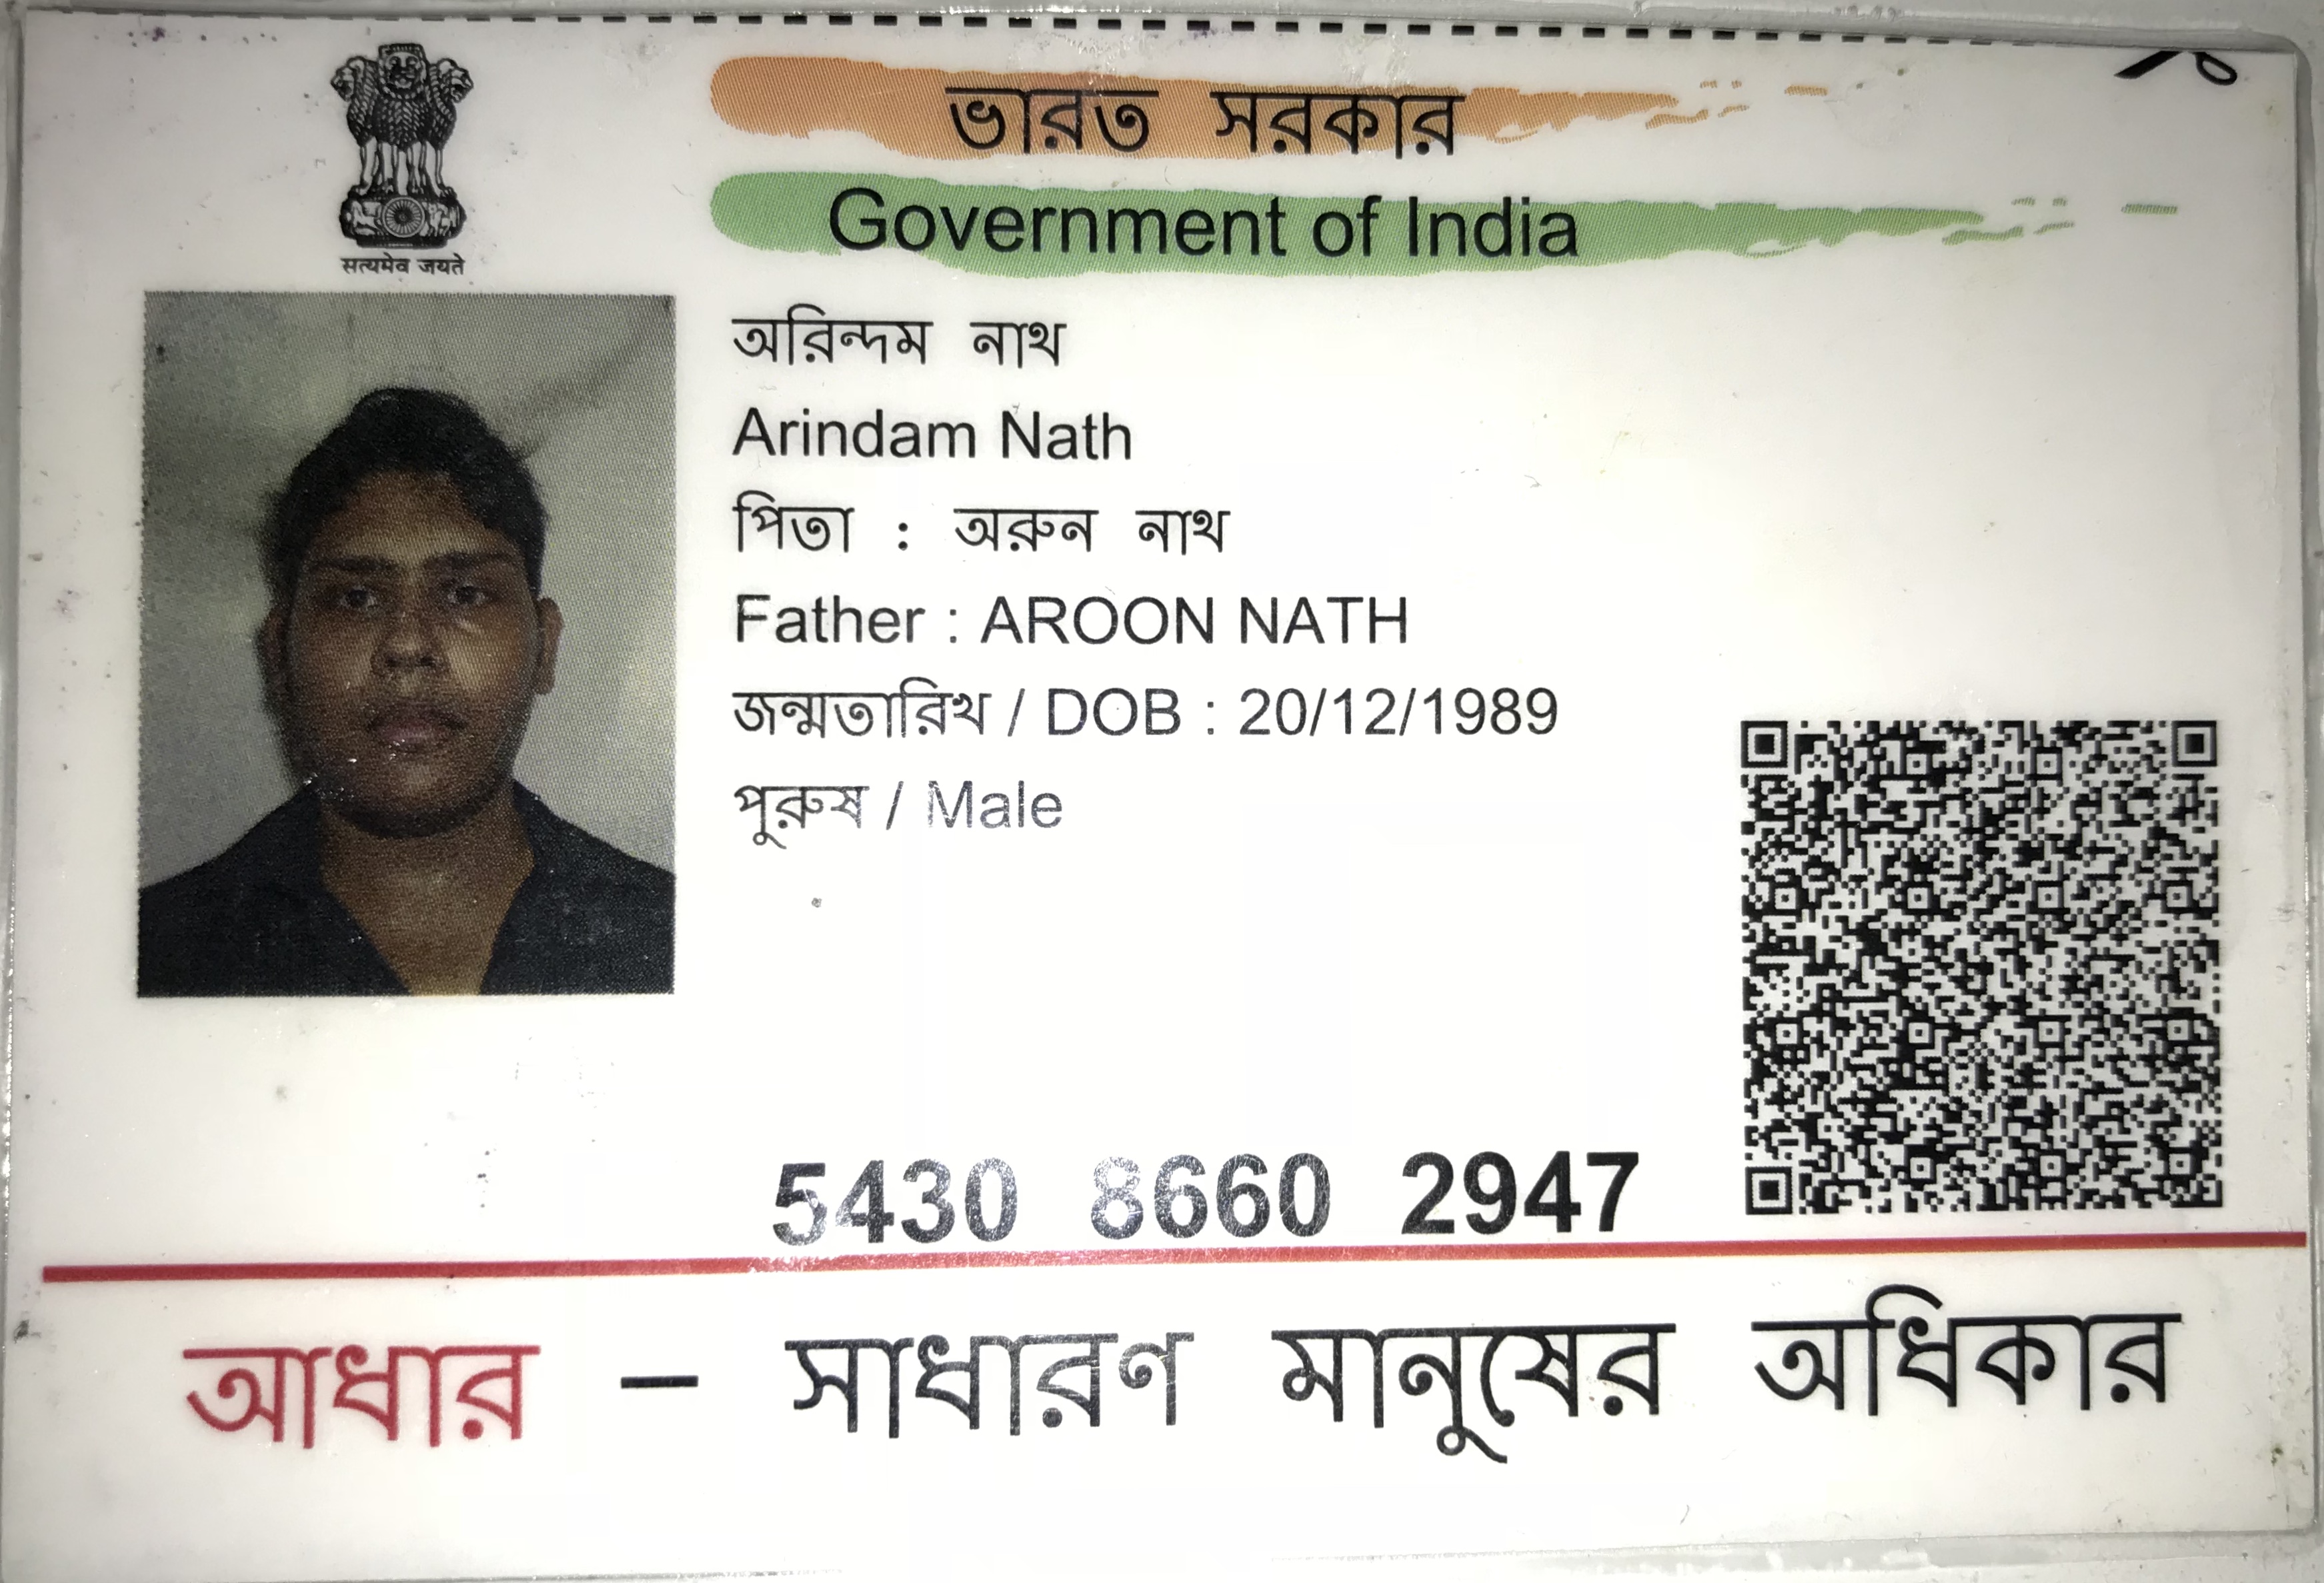 ভারত সরকার
Government of India
सत्यमेव जयते
অরিন্দম নাথ
Arindam Nath
পিতা : অরুন নাথ
Father : AROON NATH
জন্মতারিখ / DOB : 20/12/1989
পুরুষ / Male
5430 8660 2947
আধার – সাধারণ মানুষের অধিকার